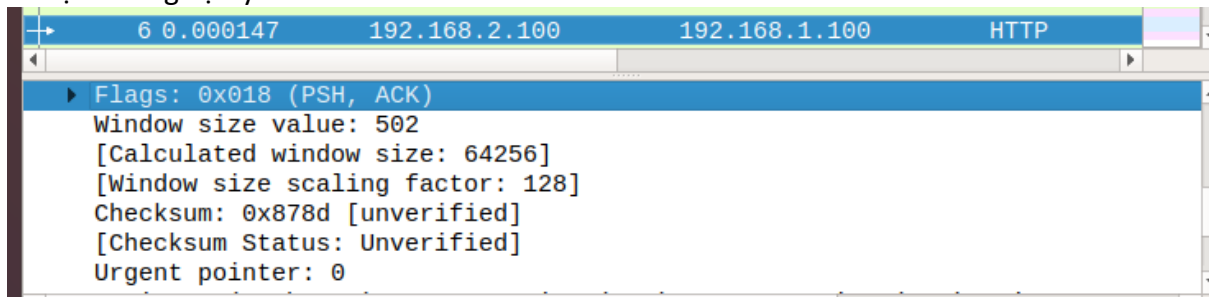 6 0.000147 192.168.2.100 192.168.1.100 HTTP
Flags: 0x018 (PSH, ACK)
Window size value: 502
[Calculated window size: 64256]
[Window size scaling factor: 128]
Checksum: 0x878d [unverified]
[Checksum Status: Unverified]
Urgent pointer: 0